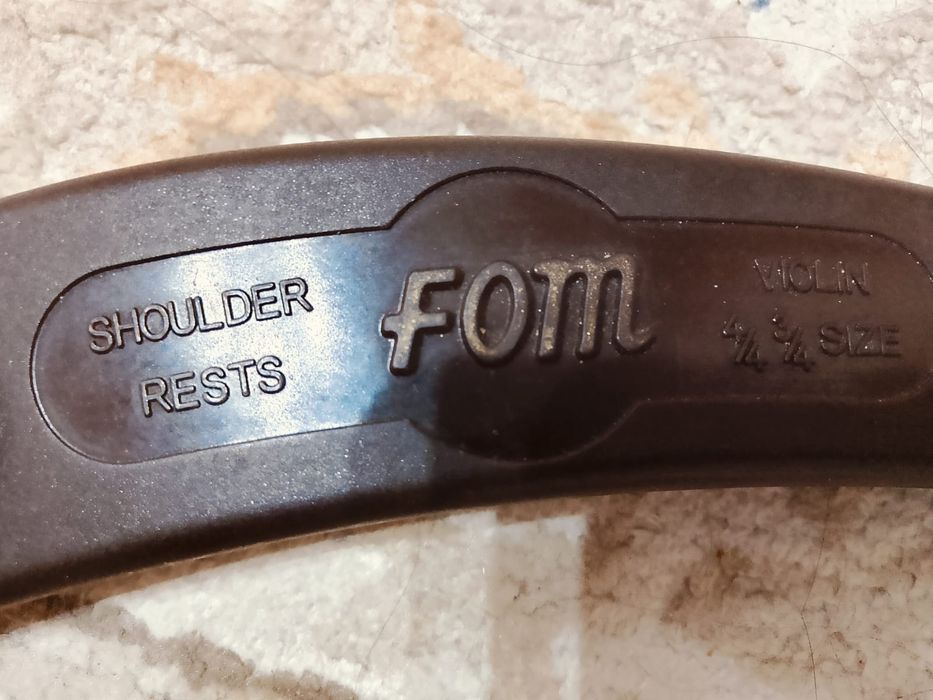 SHOULDER
RESTS
FOM
VIOLIN
4/4 3/4 SIZE